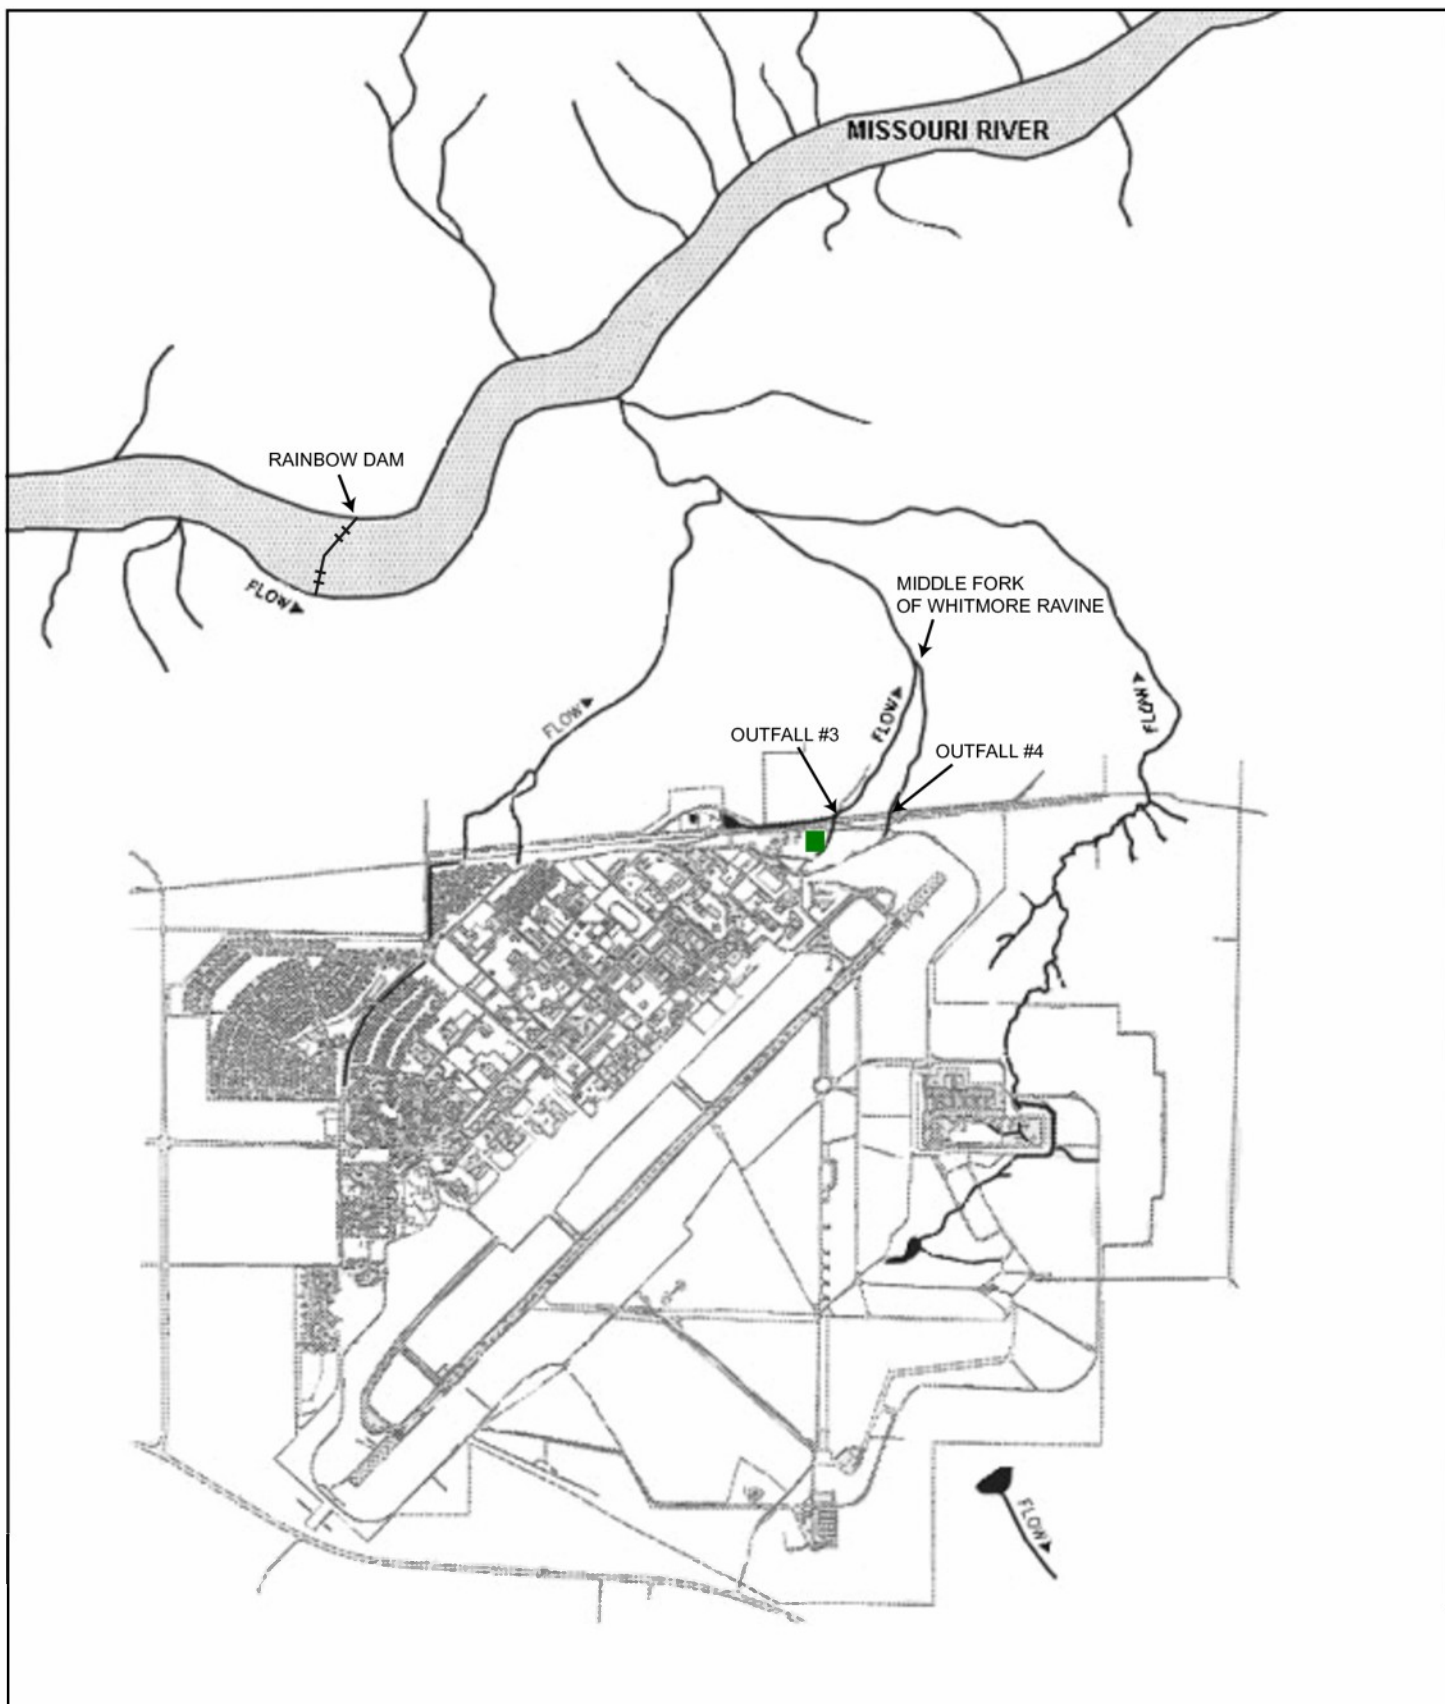 MISSOURI RIVER
RAINBOW DAM
FLOW
MIDDLE FORK
OF WHITMORE RAVINE
FLOW
FLOW
FLOW
OUTFALL #3
OUTFALL #4
FLOW